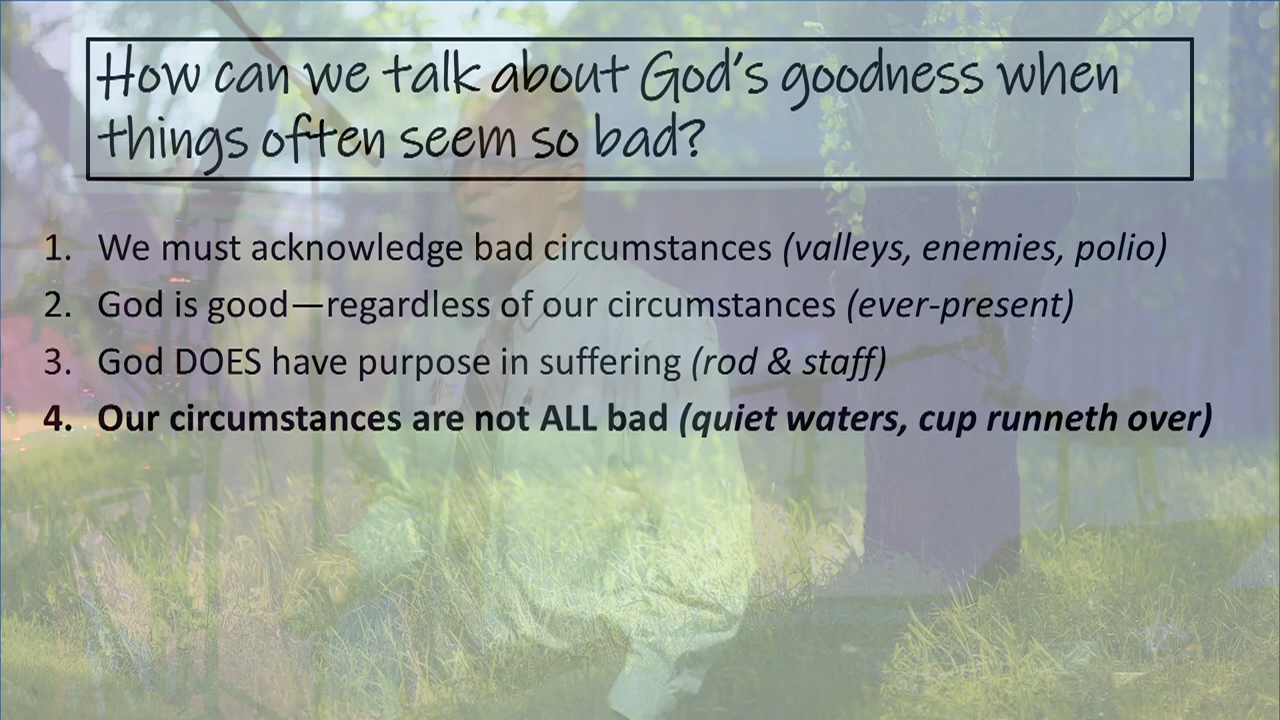 How can we talk about God's goodness when
things often seem so bad?
1. We must acknowledge bad circumstances (valleys, enemies, polio)
2. God is good—regardless of our circumstances (ever-present)
3. God DOES have purpose in suffering (rod & staff)
4. Our circumstances are not ALL bad (quiet waters, cup runneth over)